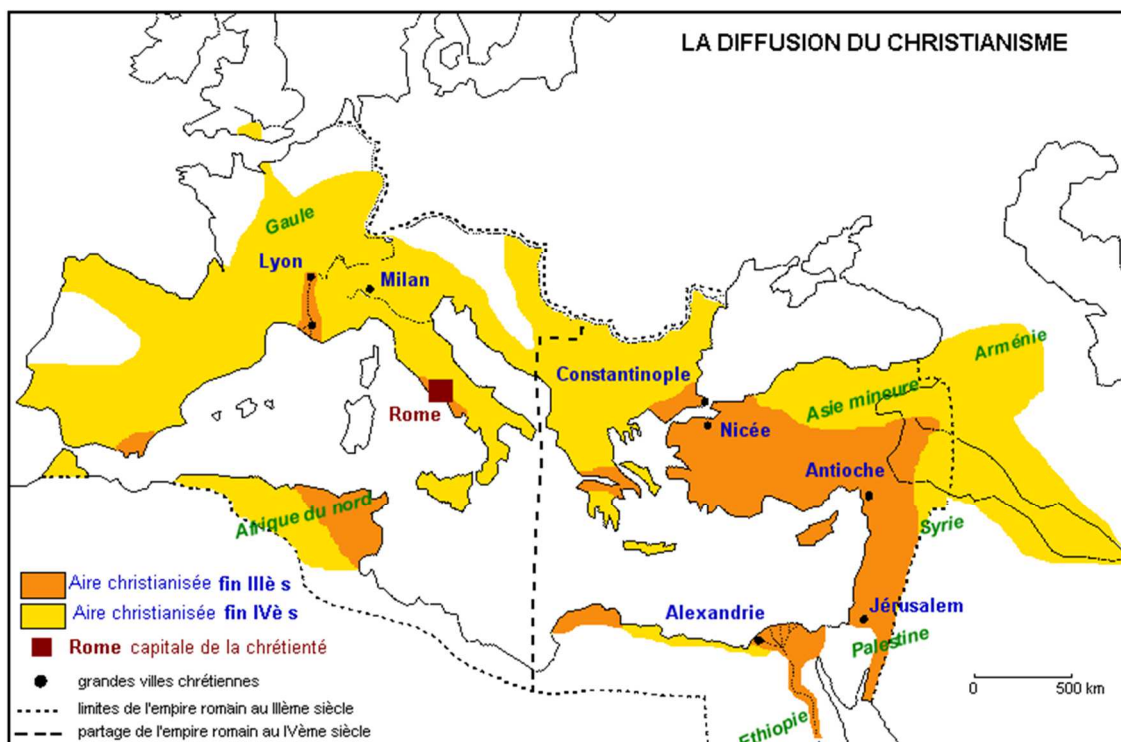 LA DIFFUSION DU CHRISTIANISME
Gaule
Lyon
Milan
Arménie
Constantinople
Asie mineure
Rome
Nicée
Antioche
Afrique du nord
Syrie
Aire christianisée fin IIIè s
Aire christianisée fin IVè s
Alexandrie
Jérusalem
Palestine
Rome capitale de la chrétienté
grandes villes chrétiennes
0 500 km
limites de l'empire romain au IIIème siècle
partage de l'empire romain au IVème siècle
Ethiopie